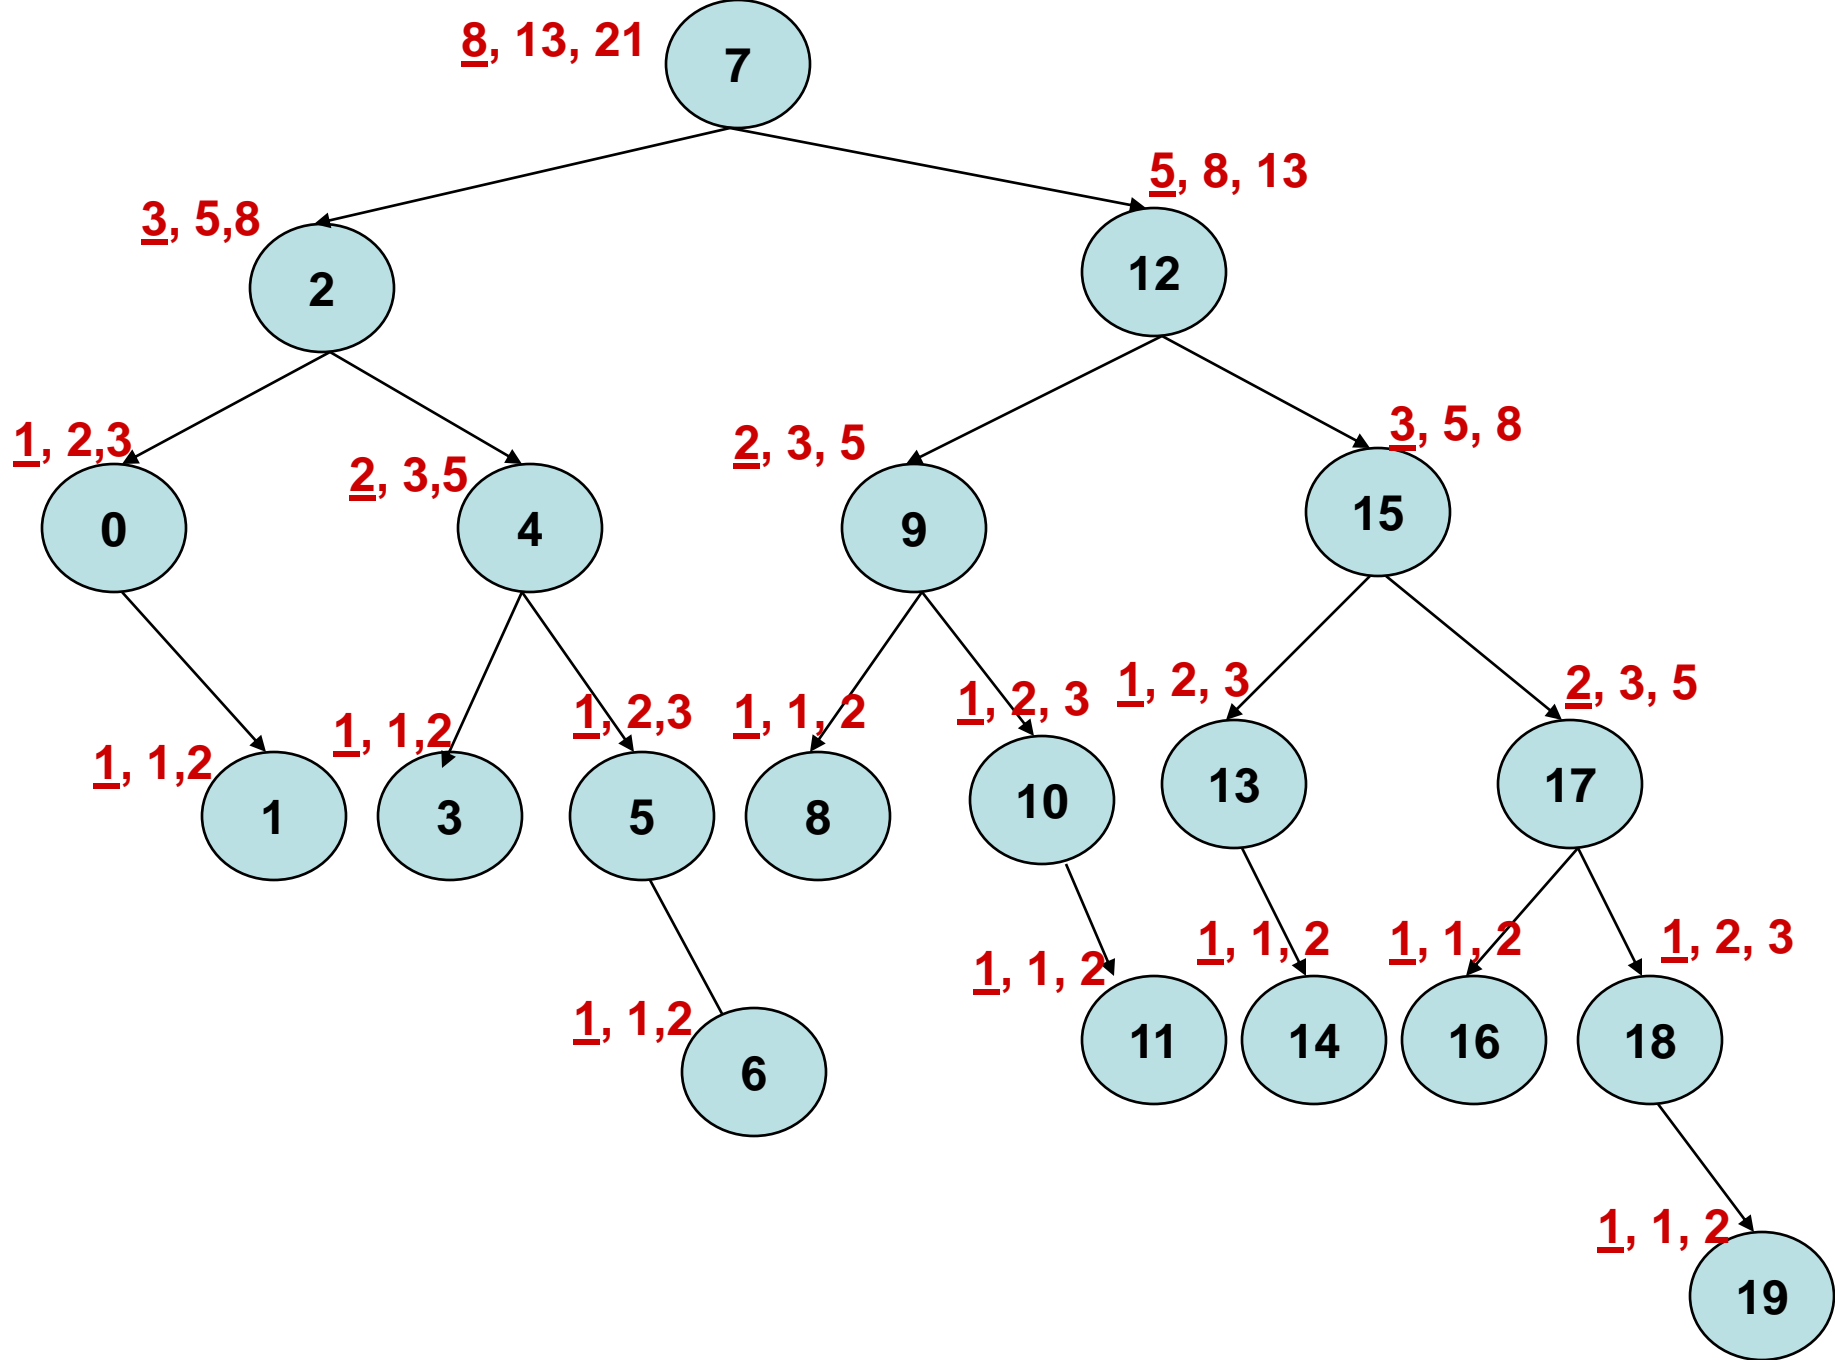 8, 13, 21
7
5, 8, 13
3, 5,8
12
2
3, 5, 8
1, 2,3
2, 3, 5
2, 3,5
15
0
4
9
1, 2, 3
2, 3, 5
1, 2, 3
1, 2,3
1, 1, 2
1, 1,2
1, 1,2
13
17
10
1
3
5
8
1, 2, 3
1, 1, 2
1, 1, 2
1, 1, 2
1, 1,2
11
14
16
18
6
1, 1, 2
19